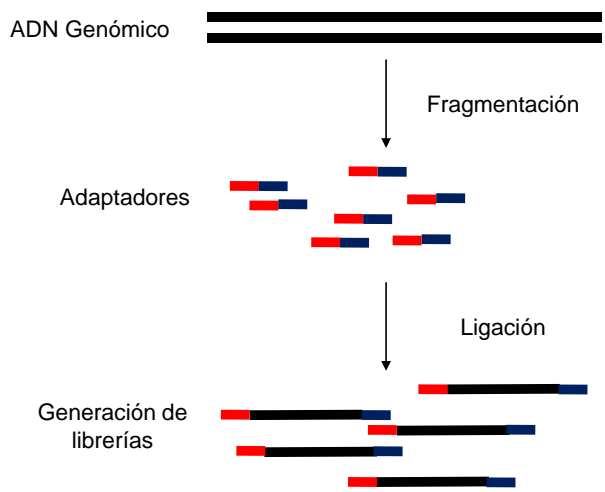 ADN Genómico
Fragmentación
Adaptadores
Ligación
Generación de
librerías